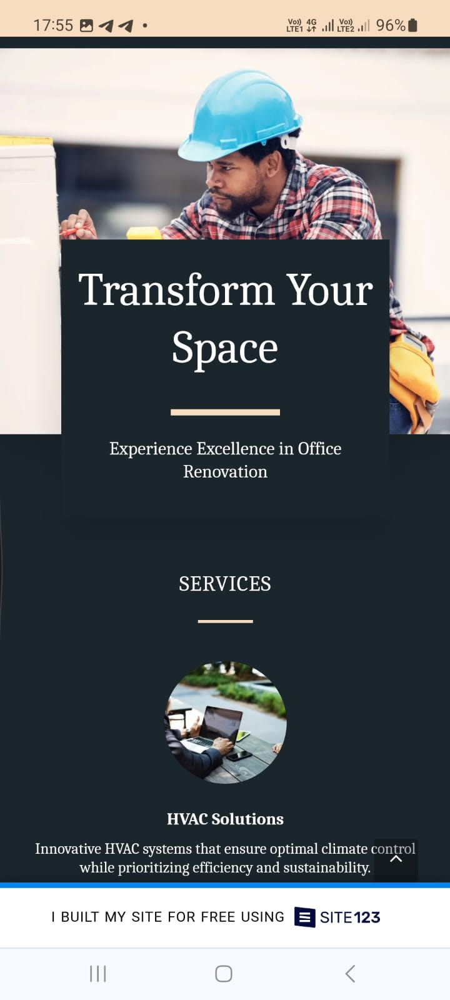 17:55
Vo)) 4G Vo)) 96%
LTE1 LTE2
Transform Your
Space
Experience Excellence in Office
Renovation
SERVICES
HVAC Solutions
Innovative HVAC systems that ensure optimal climate control
while prioritizing efficiency and sustainability.
I BUILT MY SITE FOR FREE USING SITE123